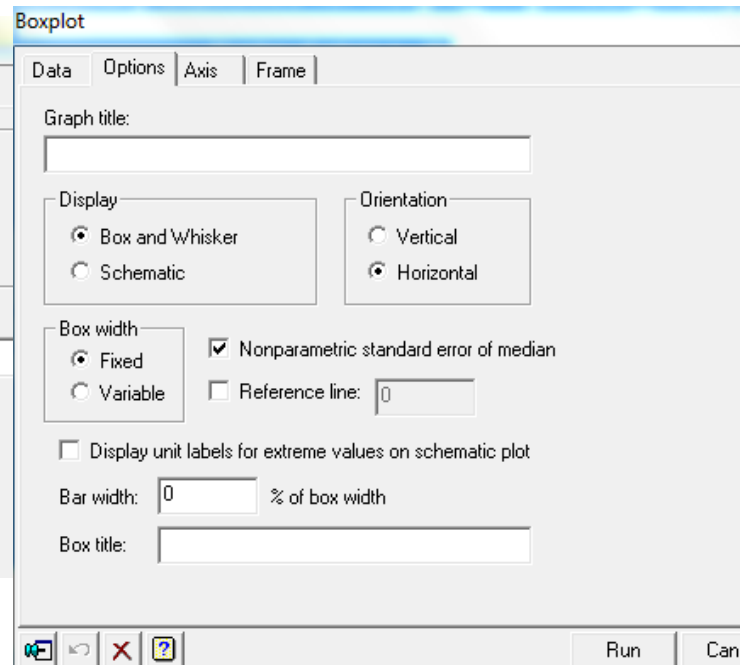 Boxplot
Data Options Axis Frame
Graph title:
Display
Box and Whisker
Schematic
Orientation
Vertical
Horizontal
Box width
Fixed
Variable
Nonparametric standard error of median
Reference line: 0
Display unit labels for extreme values on schematic plot
Bar width: 0 % of box width
Box title:
? Run Can